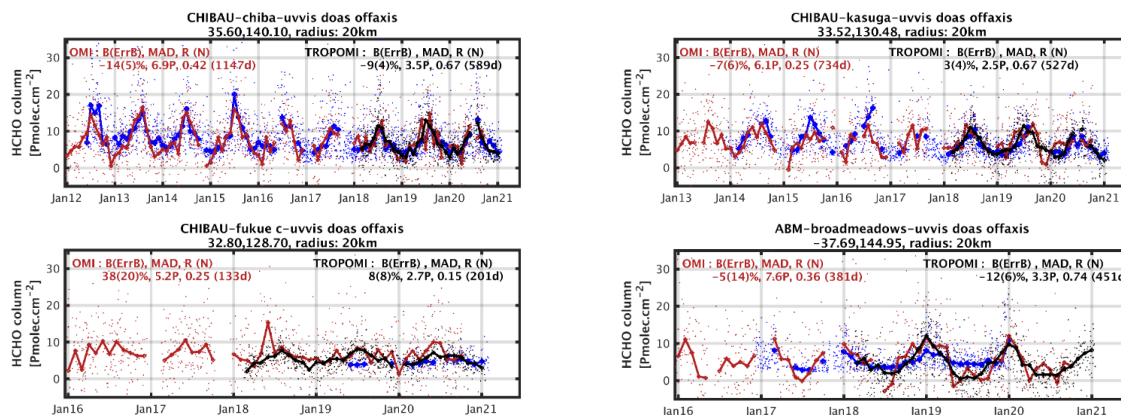 CHIBAU-chiba-uvvis doas offaxis
35.60,140.10, radius: 20km
OMI : B(ErrB), MAD, R (N)
-14(5)%, 6.9P, 0.42 (1147d)
TROPOMI : B(ErrB) , MAD, R (N)
-9(4)%, 3.5P, 0.67 (589d)
HCHO column
[Pmolec.cm-2]
30
20
10
0
Jan12 Jan13 Jan14 Jan15 Jan16 Jan17 Jan18 Jan19 Jan20 Jan21
CHIBAU-kasuga-uvvis doas offaxis
33.52,130.48, radius: 20km
OMI : B(ErrB), MAD, R (N)
-7(6)%, 6.1P, 0.25 (734d)
TROPOMI : B(ErrB) , MAD, R (N)
3(4)%, 2.5P, 0.67 (527d)
HCHO column
[Pmolec.cm-2]
30
20
10
0
Jan13 Jan14 Jan15 Jan16 Jan17 Jan18 Jan19 Jan20 Jan21
CHIBAU-fukue c-uvvis doas offaxis
32.80,128.70, radius: 20km
OMI : B(ErrB), MAD, R (N)
38(20)%, 5.2P, 0.25 (133d)
TROPOMI : B(ErrB) , MAD, R (N)
8(8)%, 2.7P, 0.15 (201d)
HCHO column
[Pmolec.cm-2]
30
20
10
0
Jan16 Jan17 Jan18 Jan19 Jan20 Jan21
ABM-broadmeadows-uvvis doas offaxis
-37.69,144.95, radius: 20km
OMI : B(ErrB), MAD, R (N)
-5(14)%, 7.6P, 0.36 (381d)
TROPOMI : B(ErrB) , MAD, R (N)
-12(6)%, 3.3P, 0.74 (451d)
HCHO column
[Pmolec.cm-2]
30
20
10
0
Jan16 Jan17 Jan18 Jan19 Jan20 Jan21